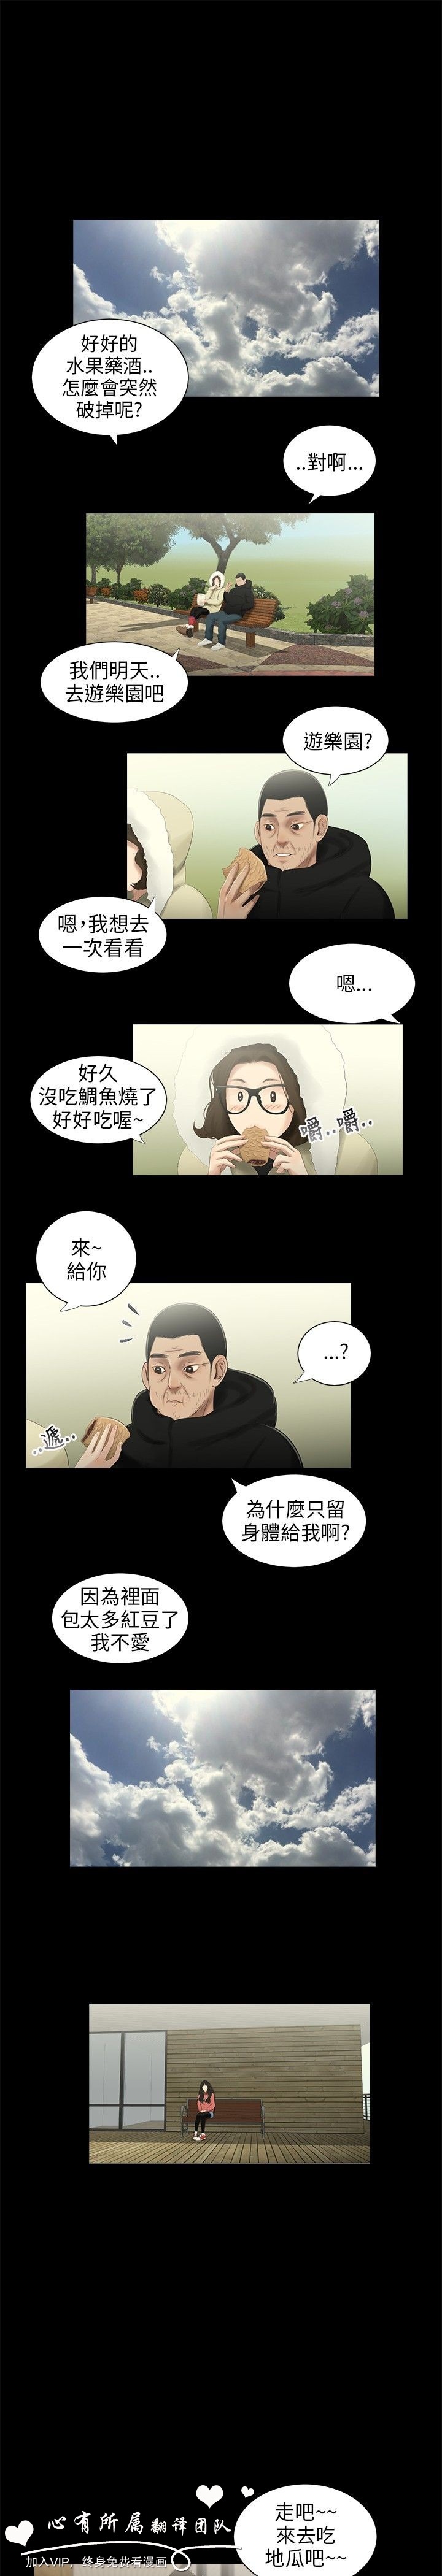 好好的
水果藥酒..
怎麼會突然
破掉呢?
..對啊...
我們明天..
去遊樂園吧
遊樂園?
嗯,我想去
一次看看
嗯...
好久
沒吃鯛魚燒了
好好吃喔~
嚼..嚼..
來~
給你
...?
..遞..
為什麼只留
身體給我啊?
因為裡面
包太多紅豆了
我不愛
走吧~~
來去吃
地瓜吧~~
心有所属翻译团队
加入VIP，终身免费看漫画